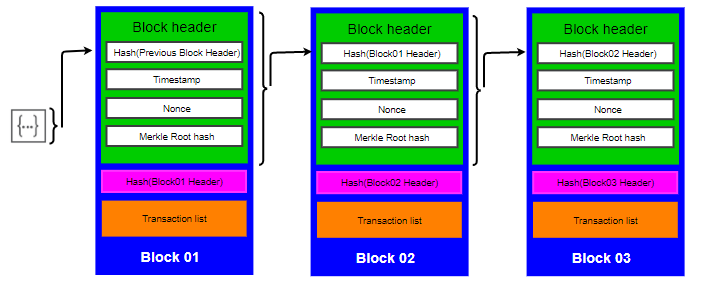 {...}
Block header
Hash(Previous Block Header)
Timestamp
Nonce
Merkle Root hash
Hash(Block01 Header)
Transaction list
Block 01
Block header
Hash(Block01 Header)
Timestamp
Nonce
Merkle Root hash
Hash(Block02 Header)
Transaction list
Block 02
Block header
Hash(Block02 Header)
Timestamp
Nonce
Merkle Root hash
Hash(Block03 Header)
Transaction list
Block 03